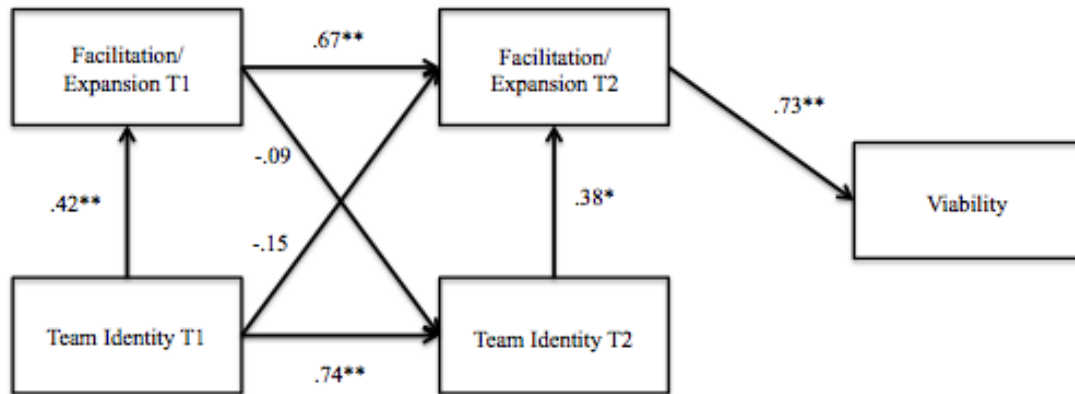 Facilitation/
Expansion T1
.67**
Facilitation/
Expansion T2
.73**
-.09
.42**
.38*
Viability
-.15
Team Identity T1
Team Identity T2
.74**